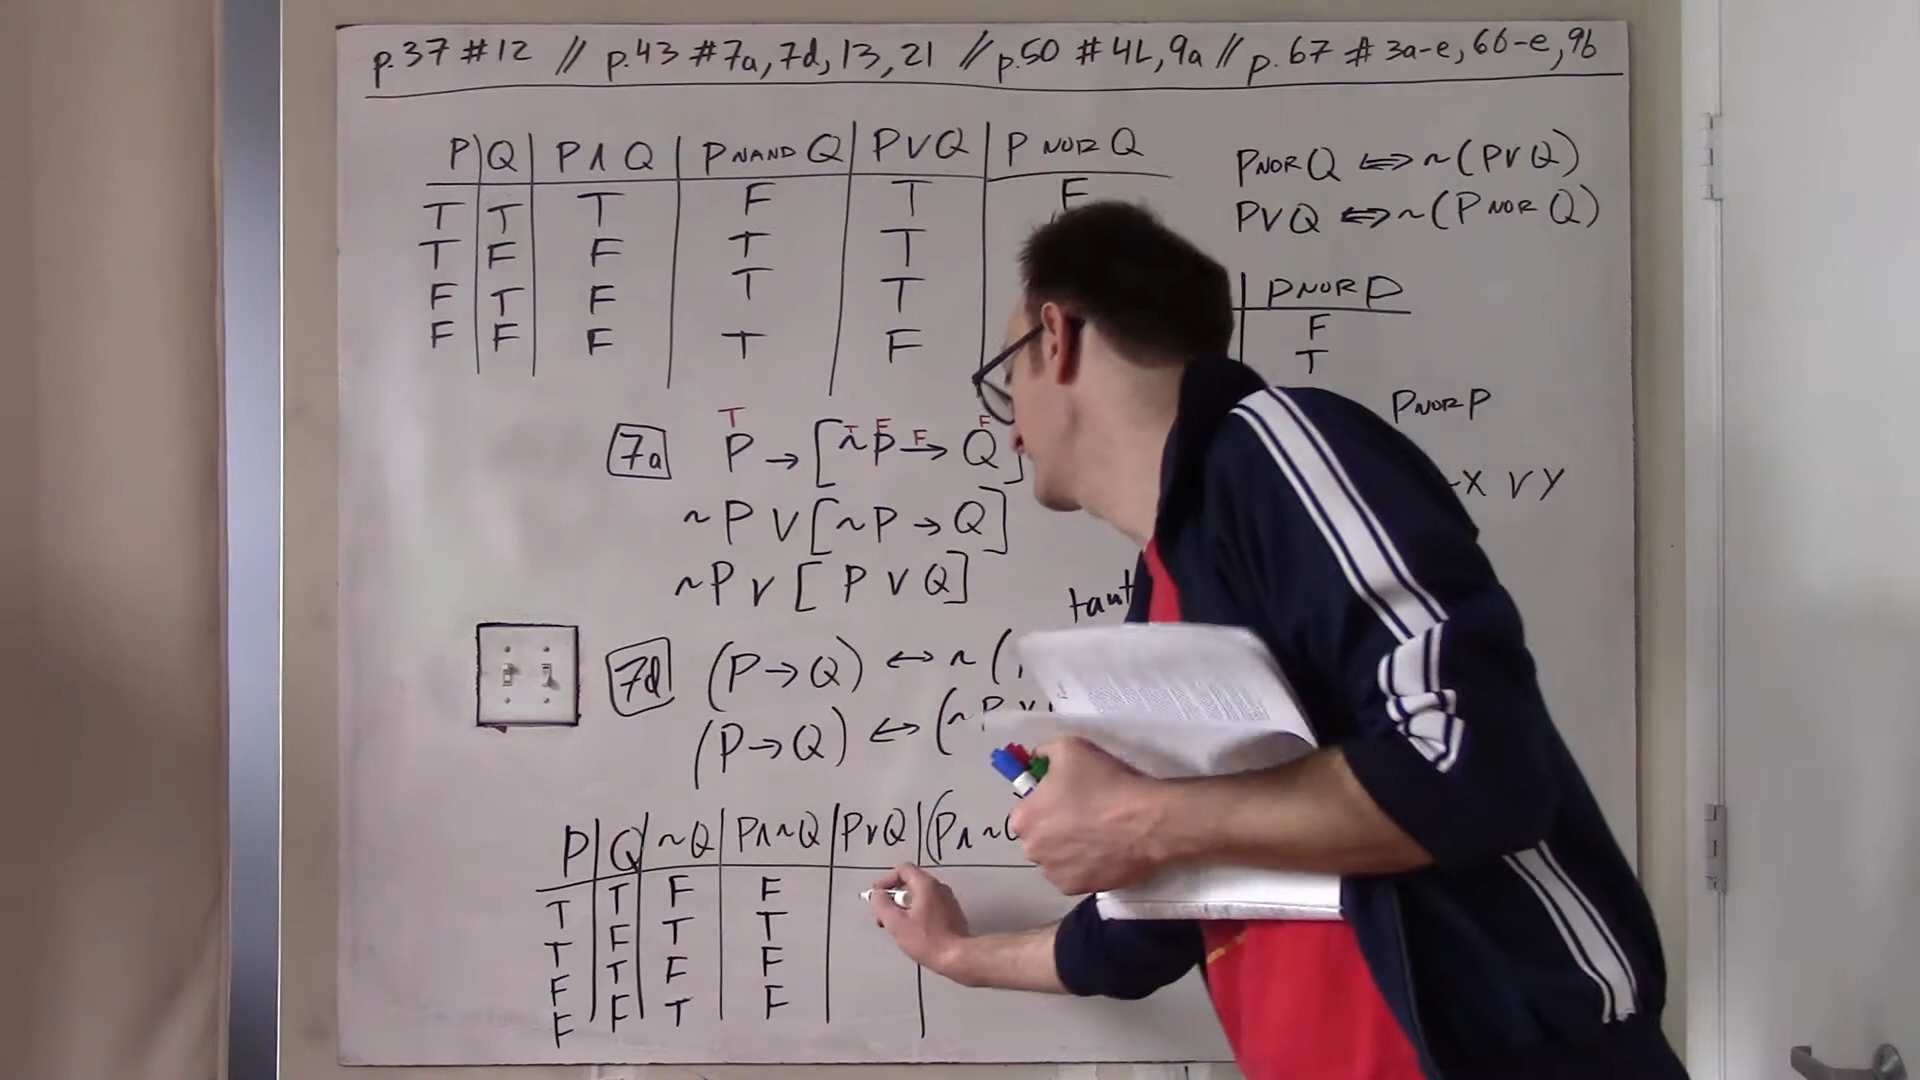 p.37 #12 // p.43 #7a, 7d, 13, 21 // p.50 #4L, 9a // p.67 #3a-e, 6b-e, 9b
P Q P∧Q P NAND Q P∨Q P NOR Q
T T T F T F
T F F T T
F T F T T
F F F T F
P NOR Q ⟺ ~(P∨Q)
P∨Q ⟺ ~(P NOR Q)
P NOR P
F
T
P NOR P
~X ∨ Y
T T F F F
7a P → [~P → Q]
~P ∨ [~P → Q]
~P ∨ [P ∨ Q]
taut
7d (P → Q) ↔ ~(
(P → Q) ↔ (~P ∨
P Q ~Q P∧~Q P∨Q (P∧~Q
T T F F
T F T T
F T F F
F F T F